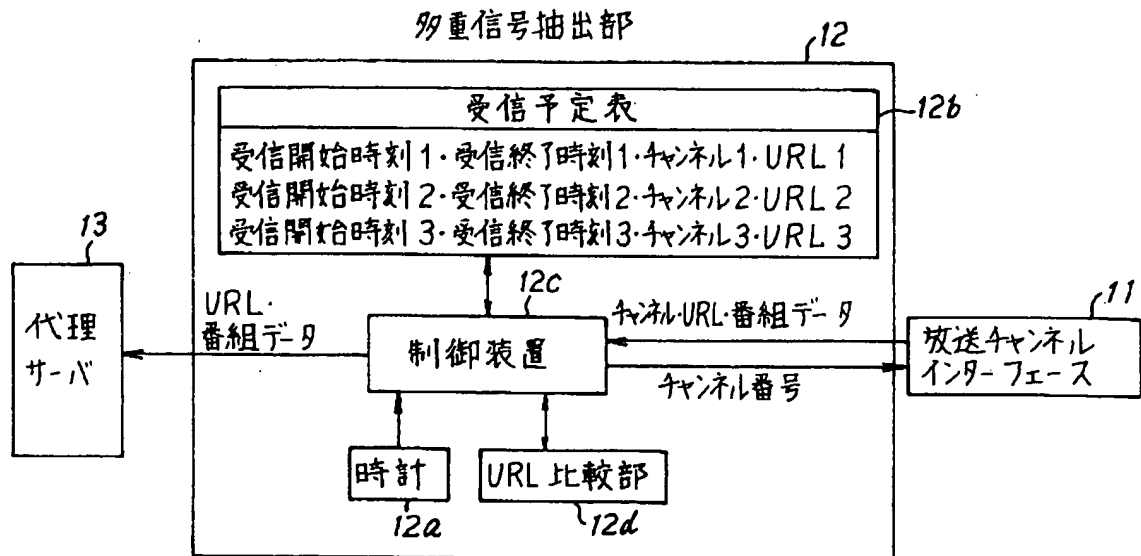 多重信号抽出部
12
受信予定表
12b
受信開始時刻1・受信終了時刻1・チャンネル1・URL1
受信開始時刻2・受信終了時刻2・チャンネル2・URL2
受信開始時刻3・受信終了時刻3・チャンネル3・URL3
13
代理
サーバ
URL・
番組データ
12c
制御装置
チャンネル・URL・番組データ
チャンネル番号
11
放送チャンネル
インターフェース
時計
12a
URL比較部
12d